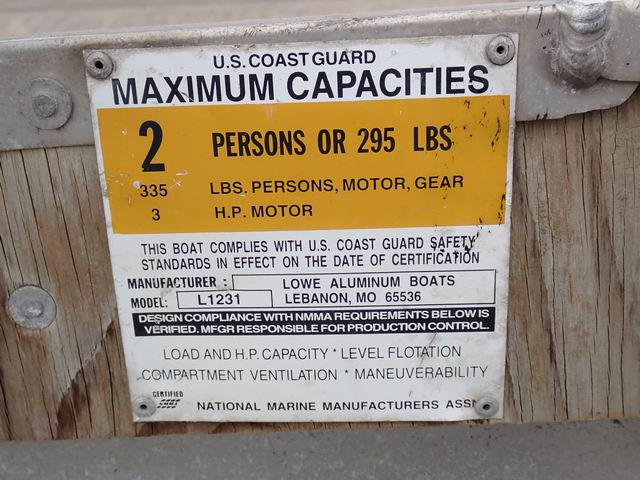 U.S. COAST GUARD
MAXIMUM CAPACITIES
2 PERSONS OR 295 LBS
335 LBS. PERSONS, MOTOR, GEAR
3 H.P. MOTOR
THIS BOAT COMPLIES WITH U.S. COAST GUARD SAFETY
STANDARDS IN EFFECT ON THE DATE OF CERTIFICATION
MANUFACTURER : LOWE ALUMINUM BOATS
MODEL: L1231 LEBANON, MO 65536
DESIGN COMPLIANCE WITH NMMA REQUIREMENTS BELOW IS
VERIFIED. MFGR RESPONSIBLE FOR PRODUCTION CONTROL.
LOAD AND H.P. CAPACITY * LEVEL FLOTATION
COMPARTMENT VENTILATION * MANEUVERABILITY
CERTIFIED
NMMA
NATIONAL MARINE MANUFACTURERS ASSN